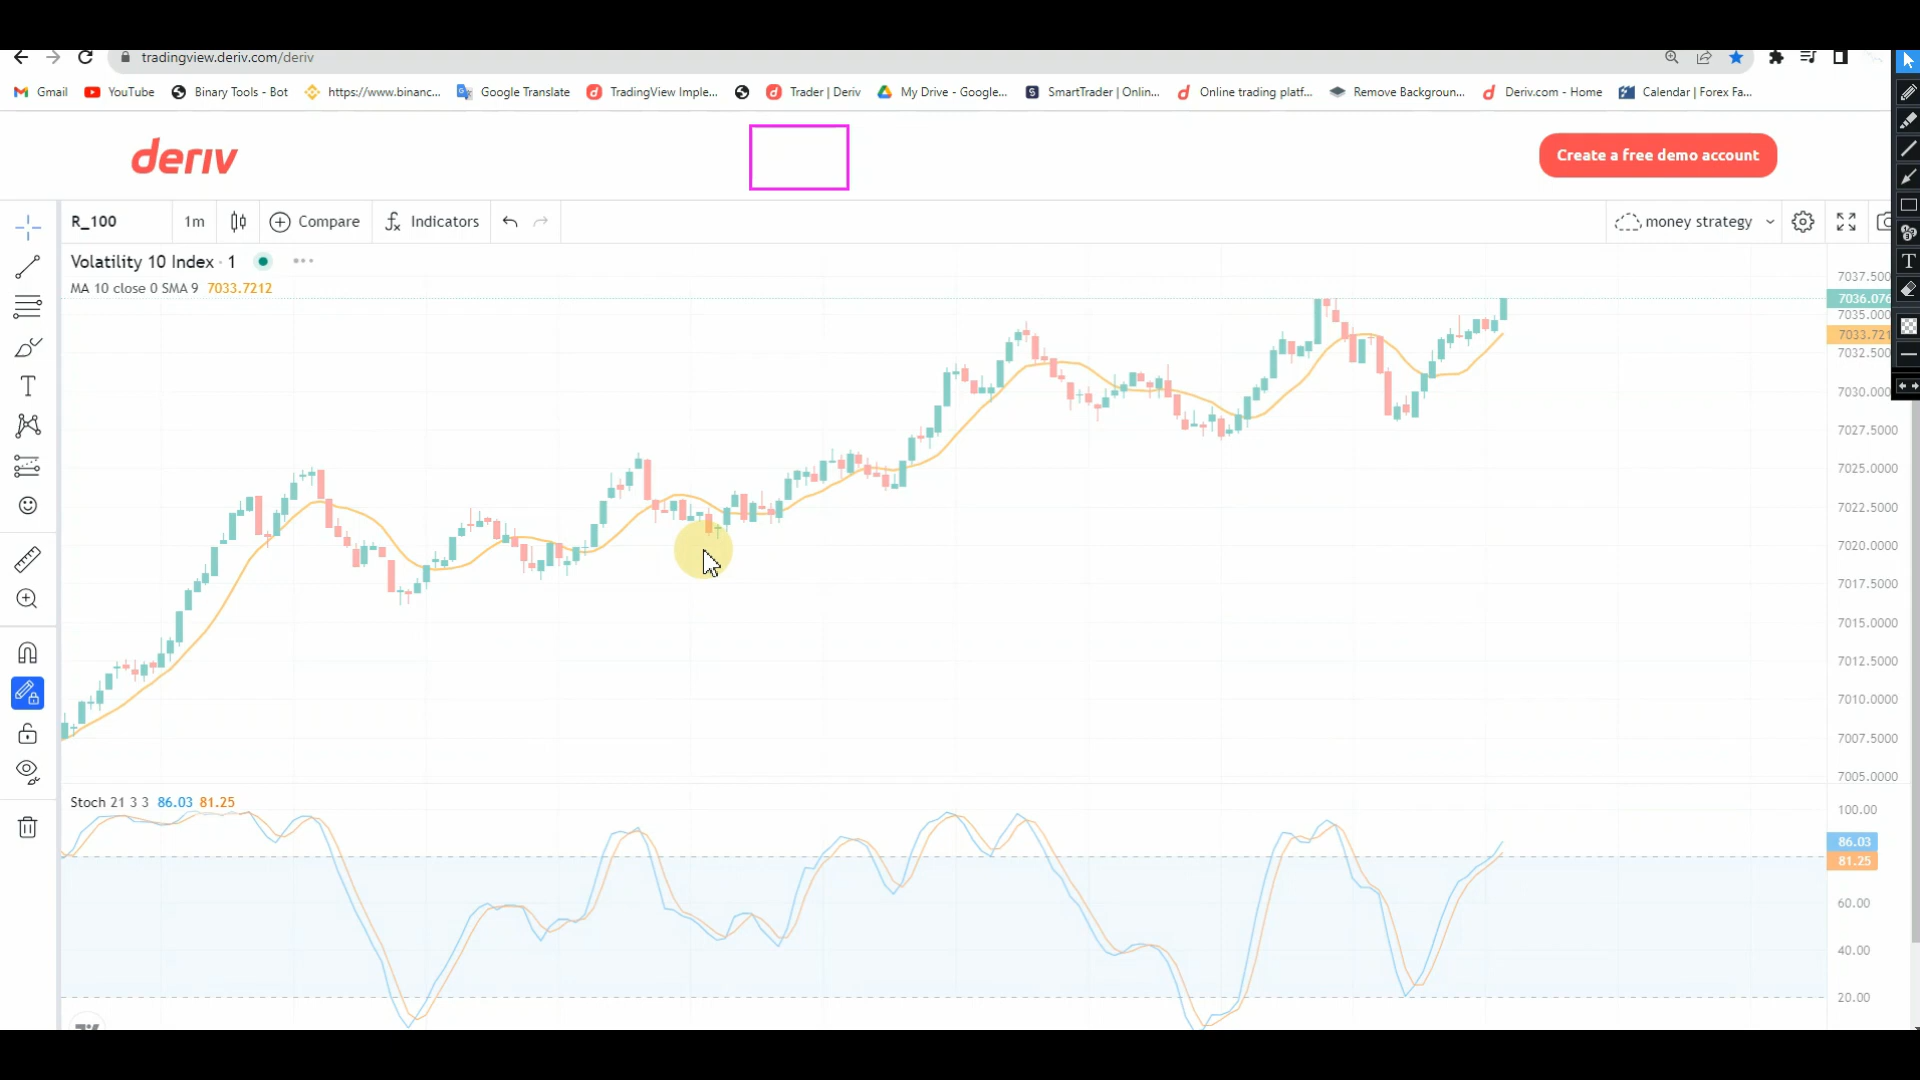 tradingview.deriv.com/deriv
Gmail YouTube Binary Tools - Bot https://www.binanc... Google Translate TradingView Imple... Trader | Deriv My Drive - Google... SmartTrader | Onlin... Online trading platf... Remove Backgroun... Deriv.com - Home Calendar | Forex Fa...
deriv
Create a free demo account
R_100 1m Compare Indicators money strategy
Volatility 10 Index · 1
MA 10 close 0 SMA 9 7033.7212
7037.500
7036.076
7035.000
7033.721
7032.500
7030.000
7027.5000
7025.0000
7022.5000
7020.0000
7017.5000
7015.0000
7012.5000
7010.0000
7007.5000
7005.0000
Stoch 21 3 3 86.03 81.25
100.00
86.03
81.25
60.00
40.00
20.00